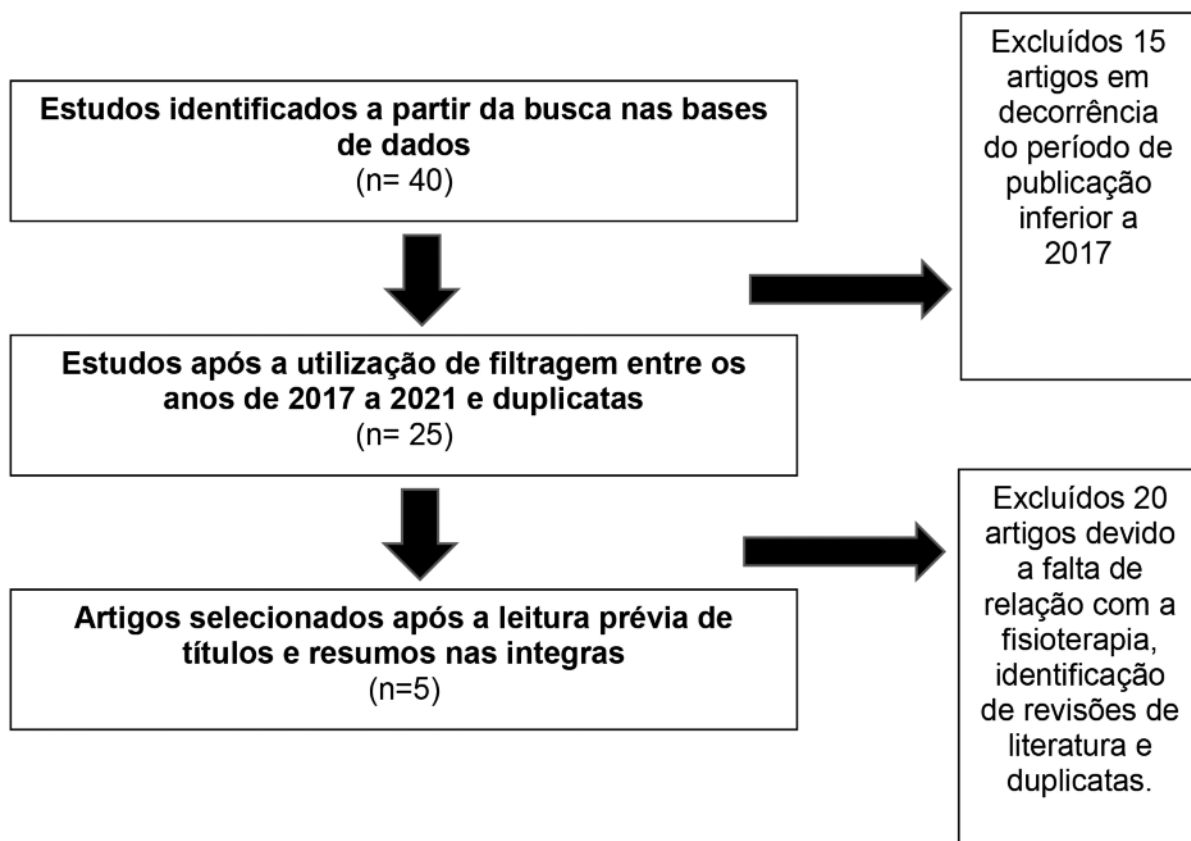 Estudos identificados a partir da busca nas bases
de dados
(n= 40)
Excluídos 15
artigos em
decorrência
do período de
publicação
inferior a
2017
Estudos após a utilização de filtragem entre os
anos de 2017 a 2021 e duplicatas
(n= 25)
Excluídos 20
artigos devido
a falta de
relação com a
fisioterapia,
identificação
de revisões de
literatura e
duplicatas.
Artigos selecionados após a leitura prévia de
títulos e resumos nas integras
(n=5)